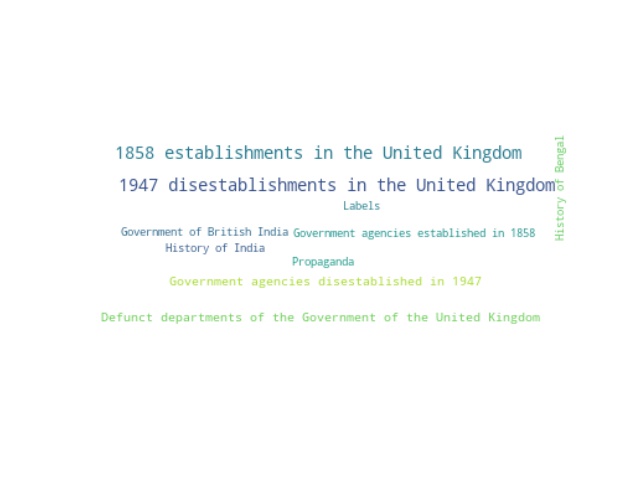 1858 establishments in the United Kingdom
1947 disestablishments in the United Kingdom
History of Bengal
Labels
Government of British India
Government agencies established in 1858
History of India
Propaganda
Government agencies disestablished in 1947
Defunct departments of the Government of the United Kingdom